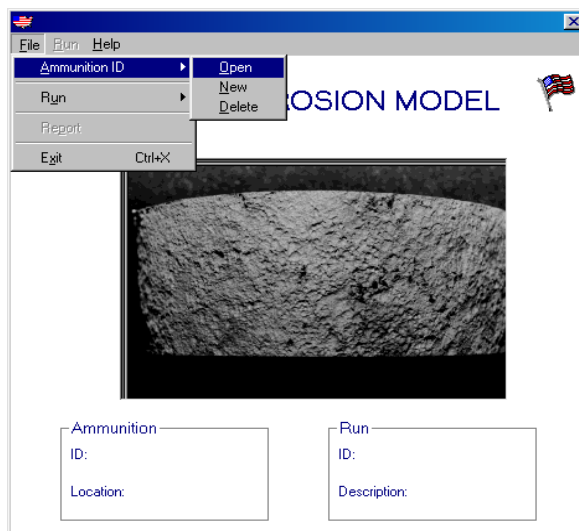 File Run Help
Ammunition ID
Run
Report
Exit Ctrl+X
Open
New
Delete
ROSION MODEL
Ammunition
ID:
Location:
Run
ID:
Description: